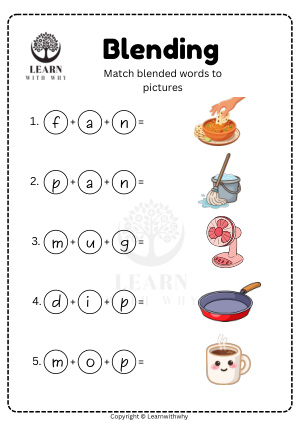 LEARN
WITH WHY
Blending
Match blended words to
pictures
1. f + a + n =
2. p + a + n =
3. m + u + g =
LEARN
WITH WHY
4. d + i + p =
5. m + o + p =
Copyright © Learnwithwhy